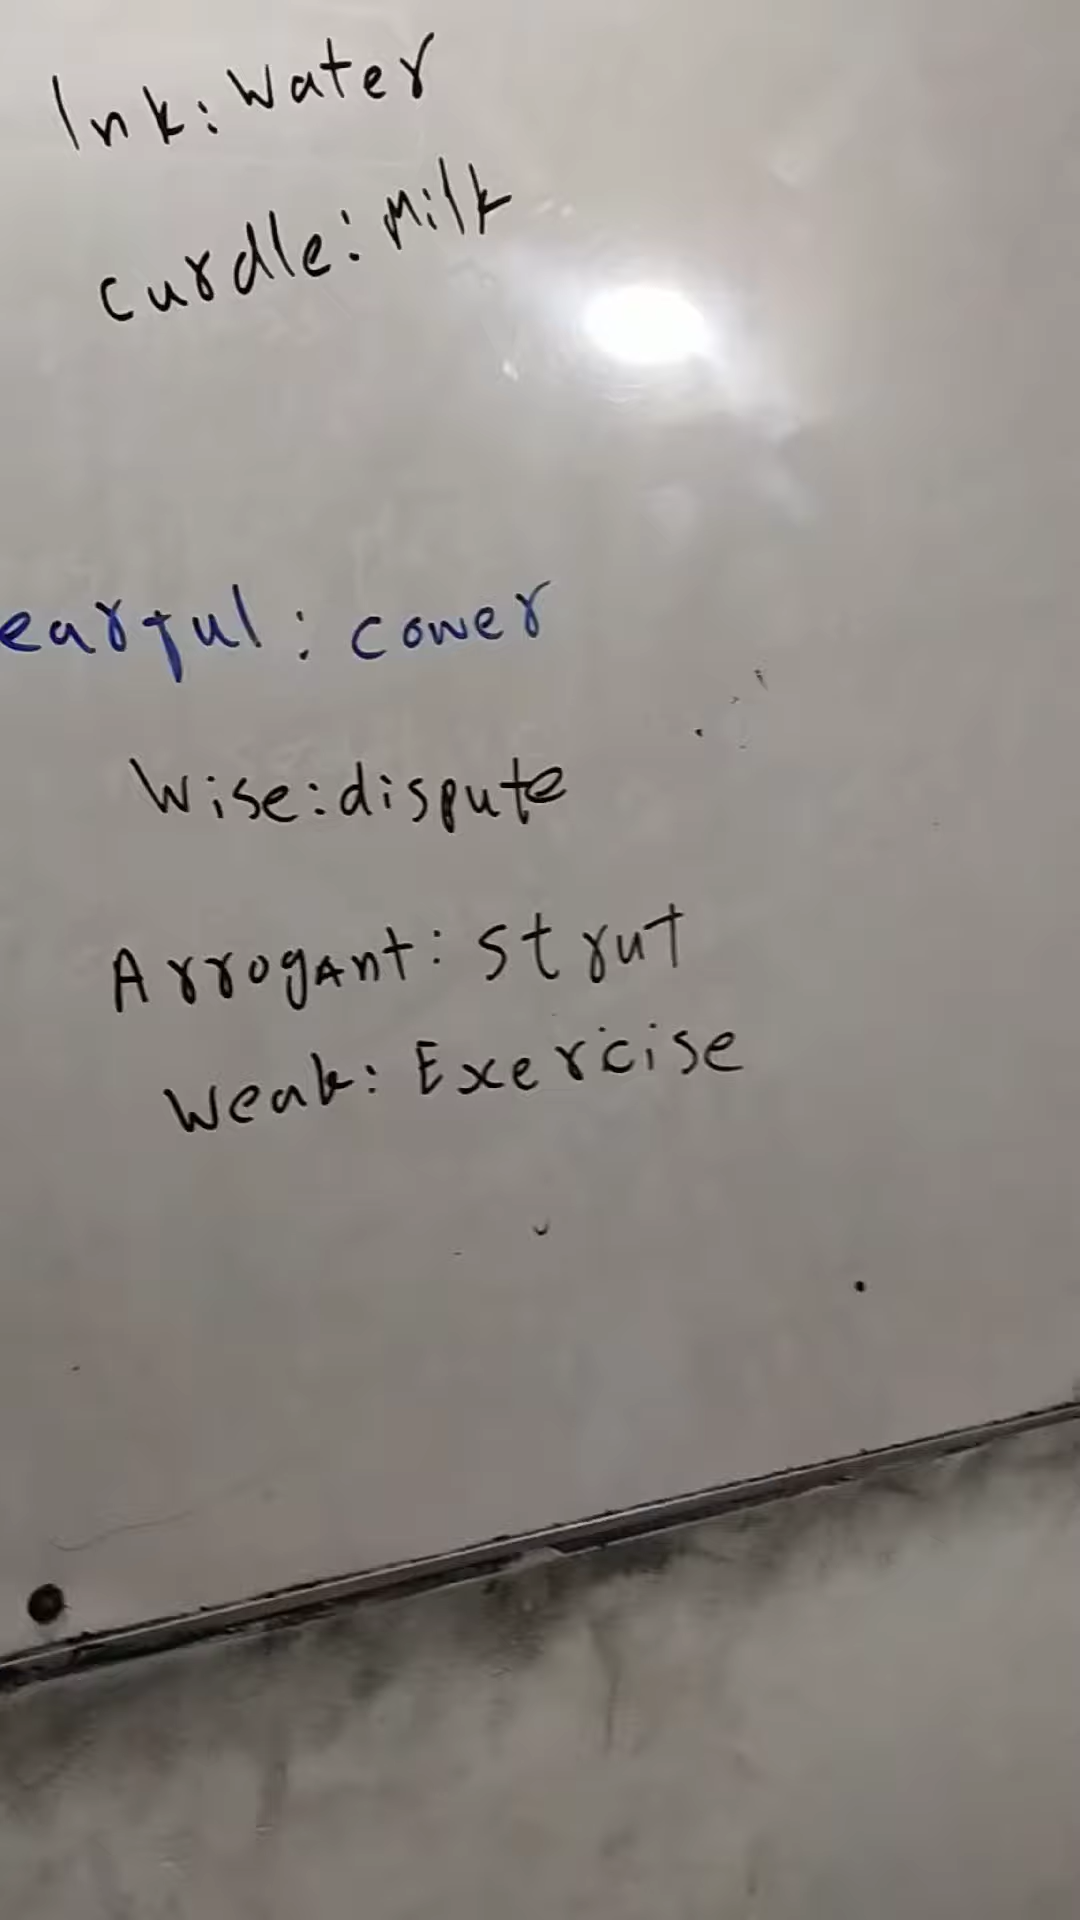 Ink: Water
curdle: Milk
earful: cower
Wise: dispute
Arrogant: strut
Weak: Exercise